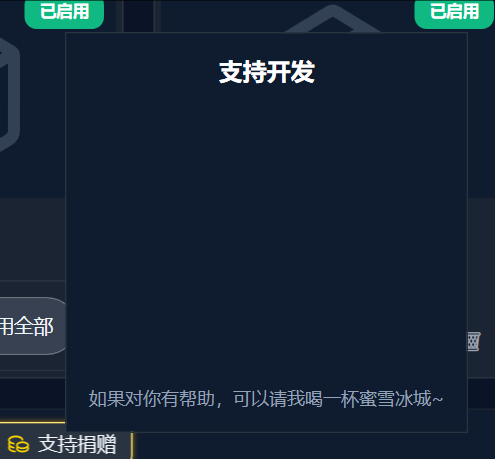 已启用
已启用
支持开发
用全部
如果对你有帮助，可以请我喝一杯蜜雪冰城~
支持捐赠